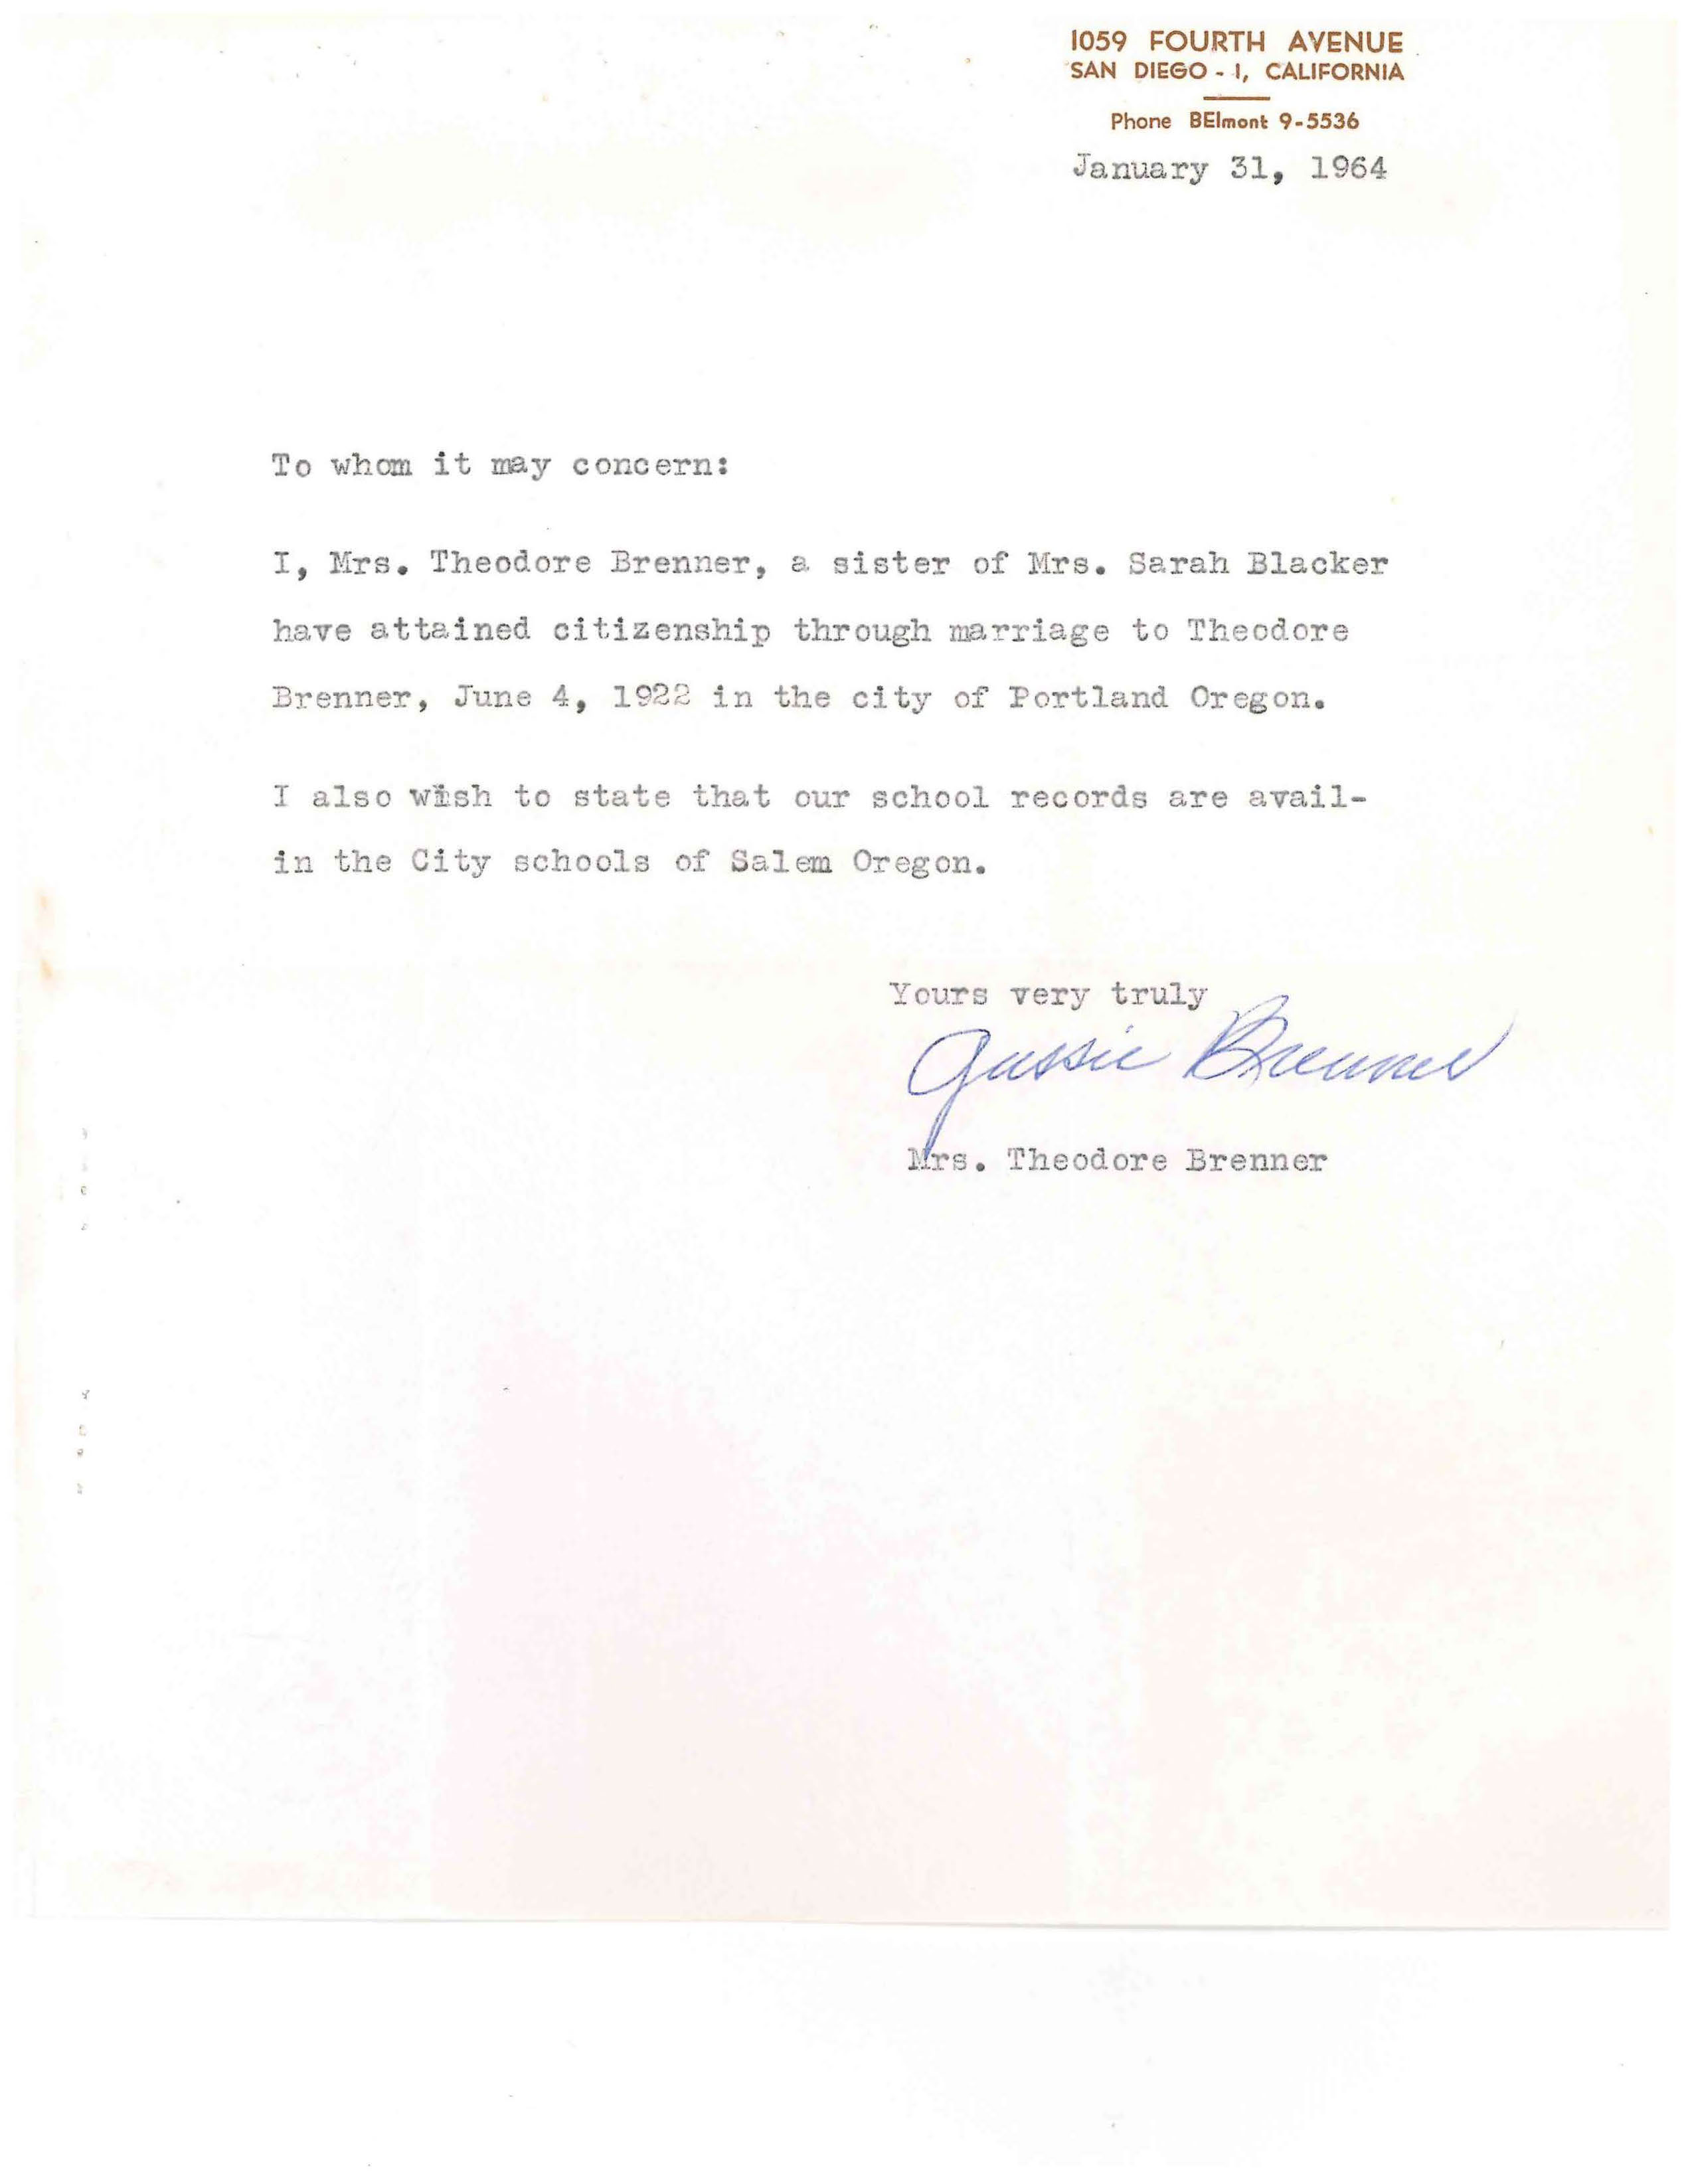 1059 FOURTH AVENUE
SAN DIEGO - 1, CALIFORNIA
Phone BElmont 9-5536
January 31, 1964
To whom it may concern:
I, Mrs. Theodore Brenner, a sister of Mrs. Sarah Blacker
have attained citizenship through marriage to Theodore
Brenner, June 4, 1922 in the city of Portland Oregon.
I also wish to state that our school records are avail-
in the City schools of Salem Oregon.
Yours very truly
Gussie Brenner
Mrs. Theodore Brenner